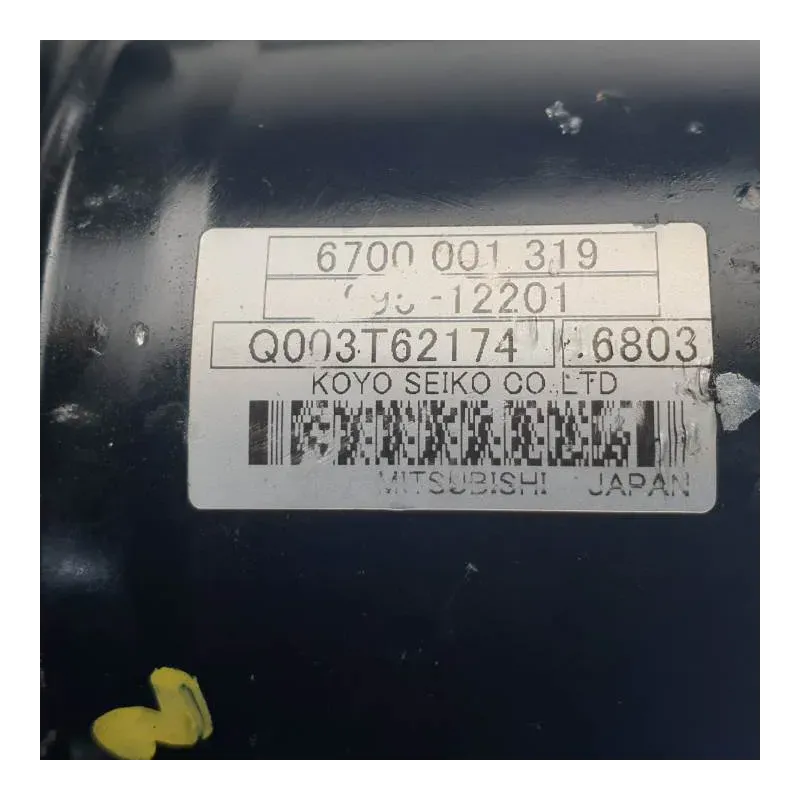 6700 001 319
-12201
Q003T62174 .6803
KOYO SEIKO CO.,LTD
MITSUBISHI JAPAN